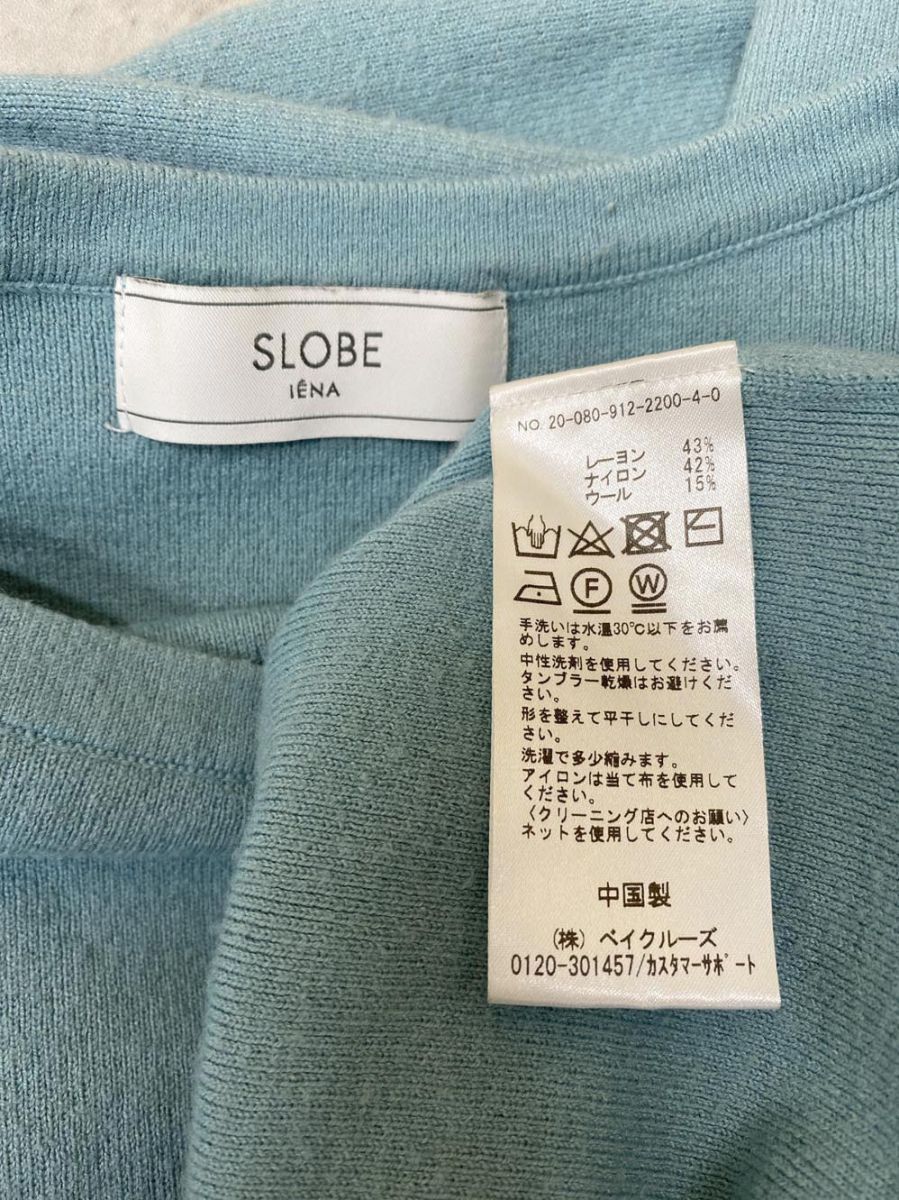 SLOBE
IÉNA
NO. 20-080-912-2200-4-0
レーヨン 43%
ナイロン 42%
ウール 15%
F W
手洗いは水温30℃以下をお薦
めします。
中性洗剤を使用してください。
タンブラー乾燥はお避けくだ
さい。
形を整えて平干しにしてくだ
さい。
洗濯で多少縮みます。
アイロンは当て布を使用して
ください。
〈クリーニング店へのお願い〉
ネットを使用してください。
中国製
(株) ベイクルーズ
0120-301457/カスタマーサポート